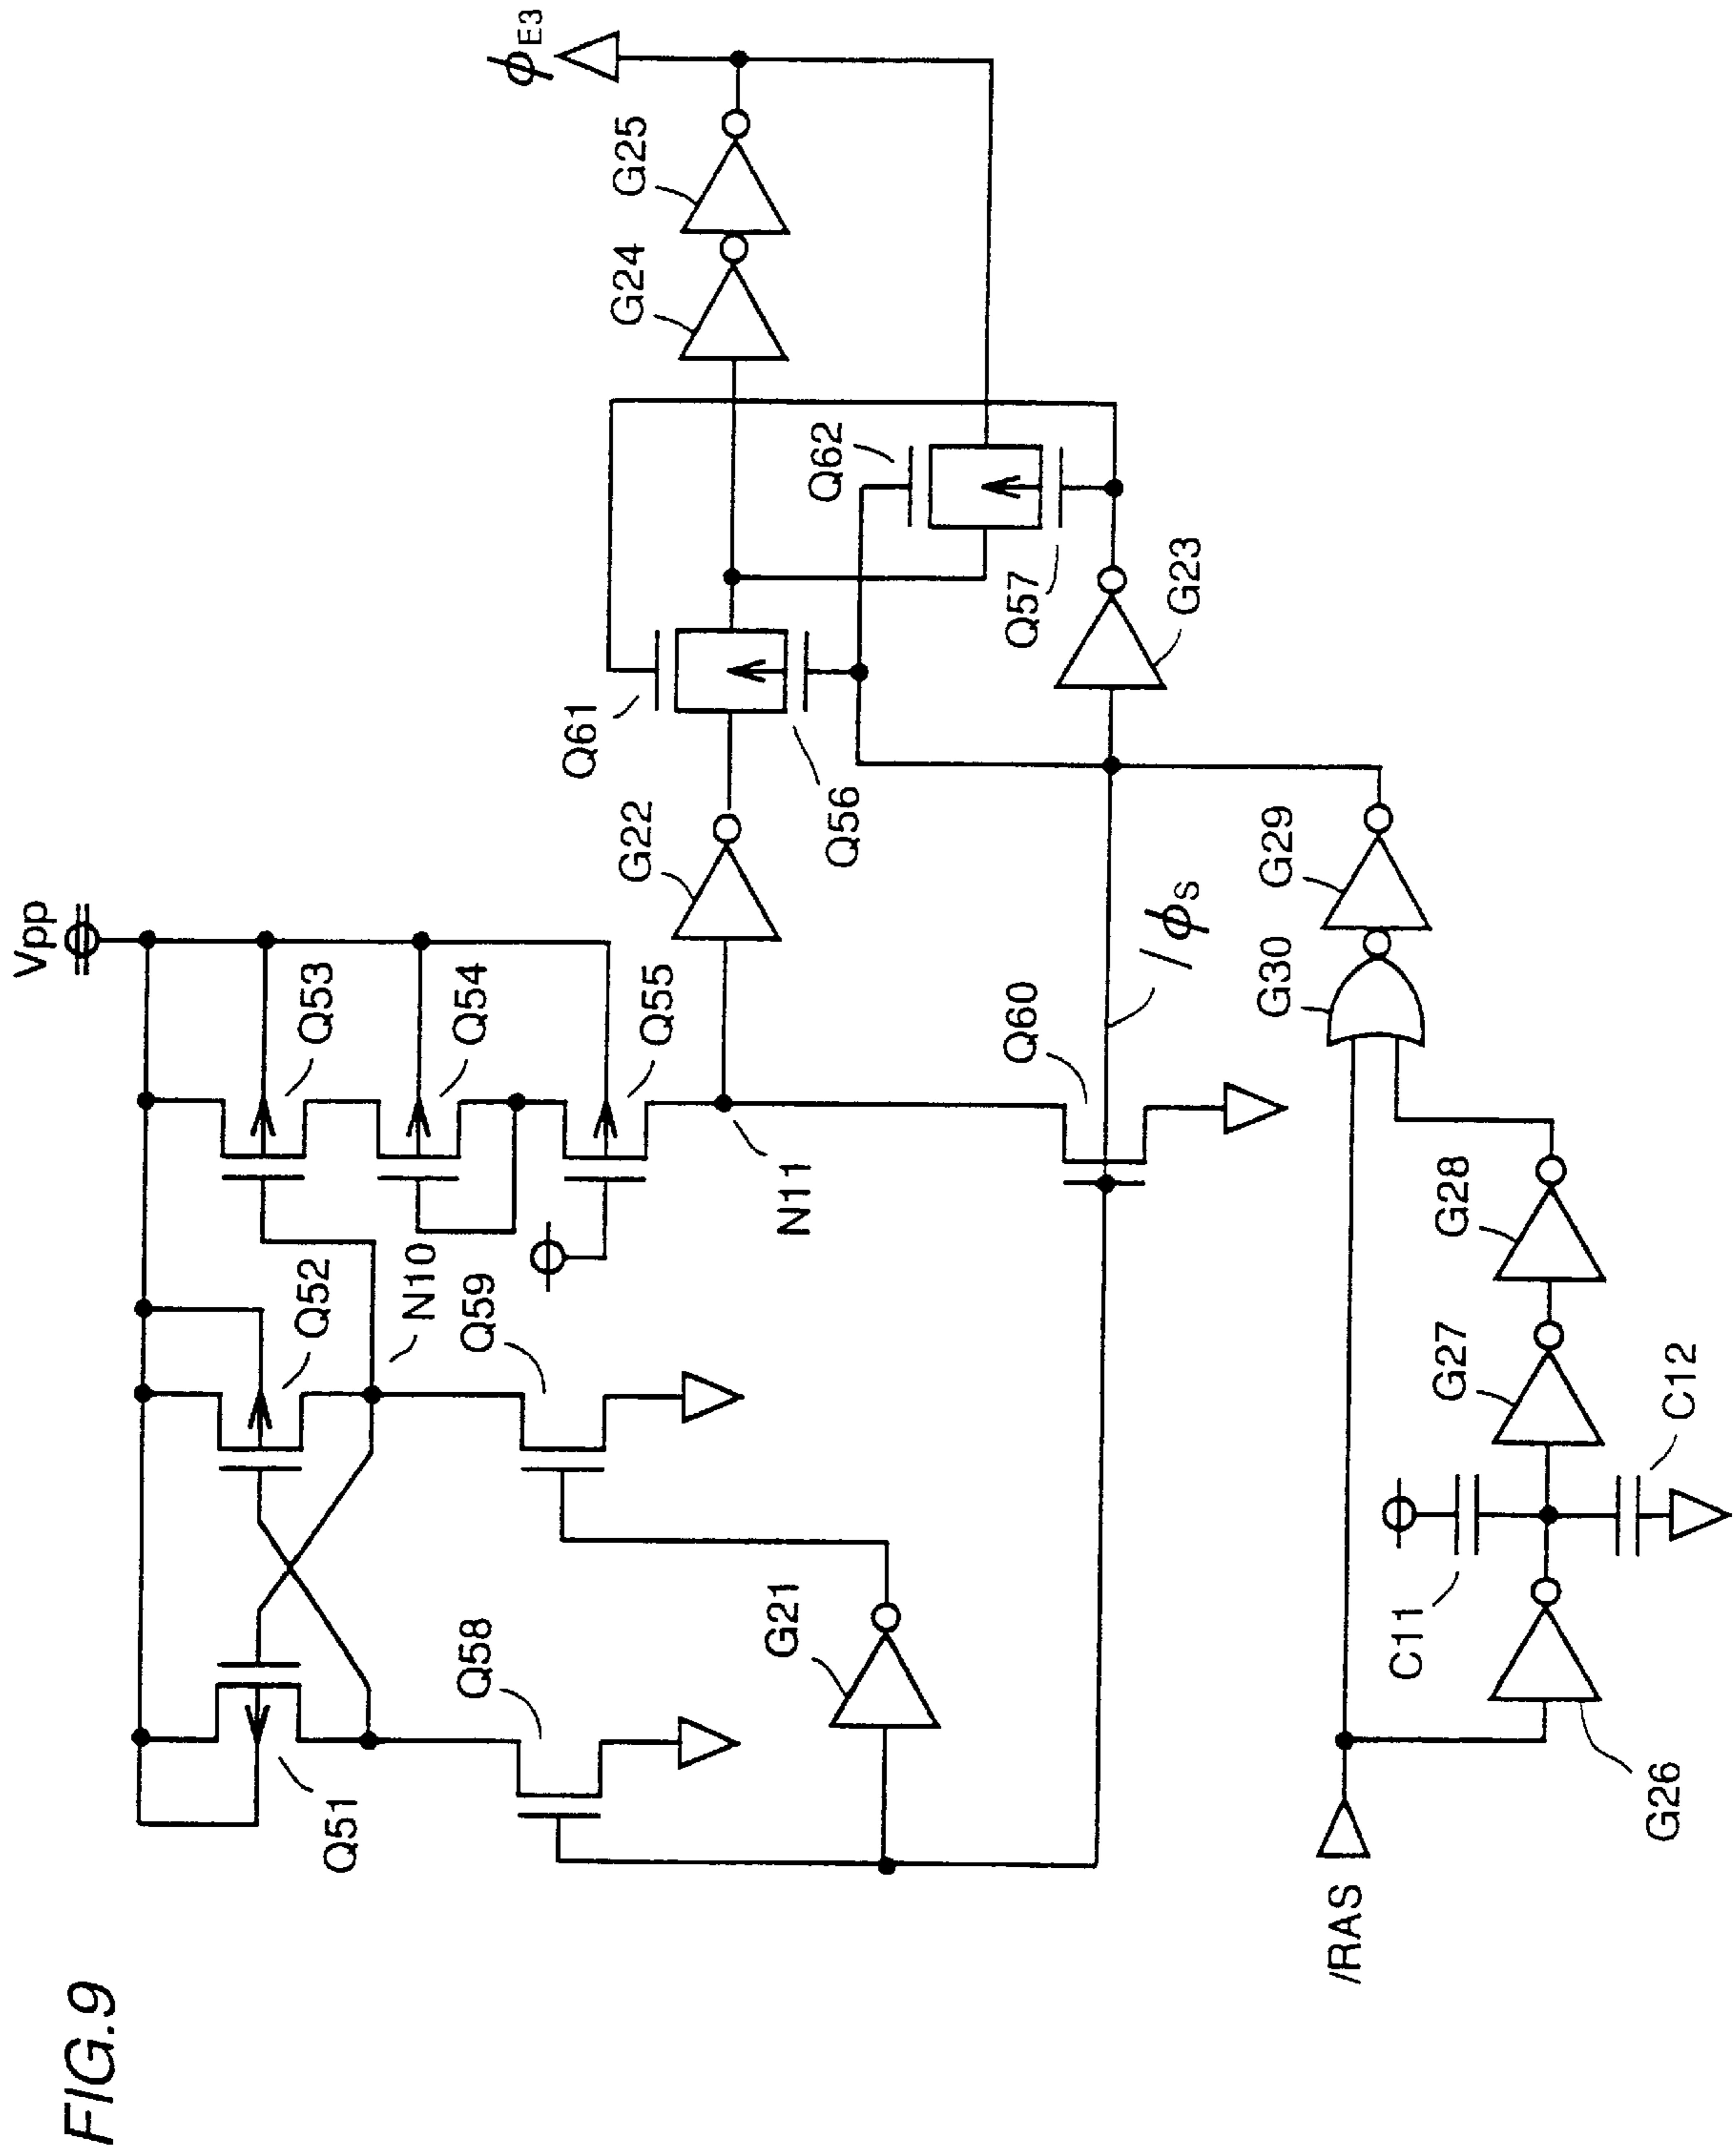 FIG.9
Vpp
Q51
Q52
Q53
Q54
Q55
N10
N11
Q58
Q59
Q60
G21
G22
Q61
Q56
Q62
Q57
G23
G24
G25
ϕE3
/ϕS
/RAS
G26
C11
C12
G27
G28
G30
G29